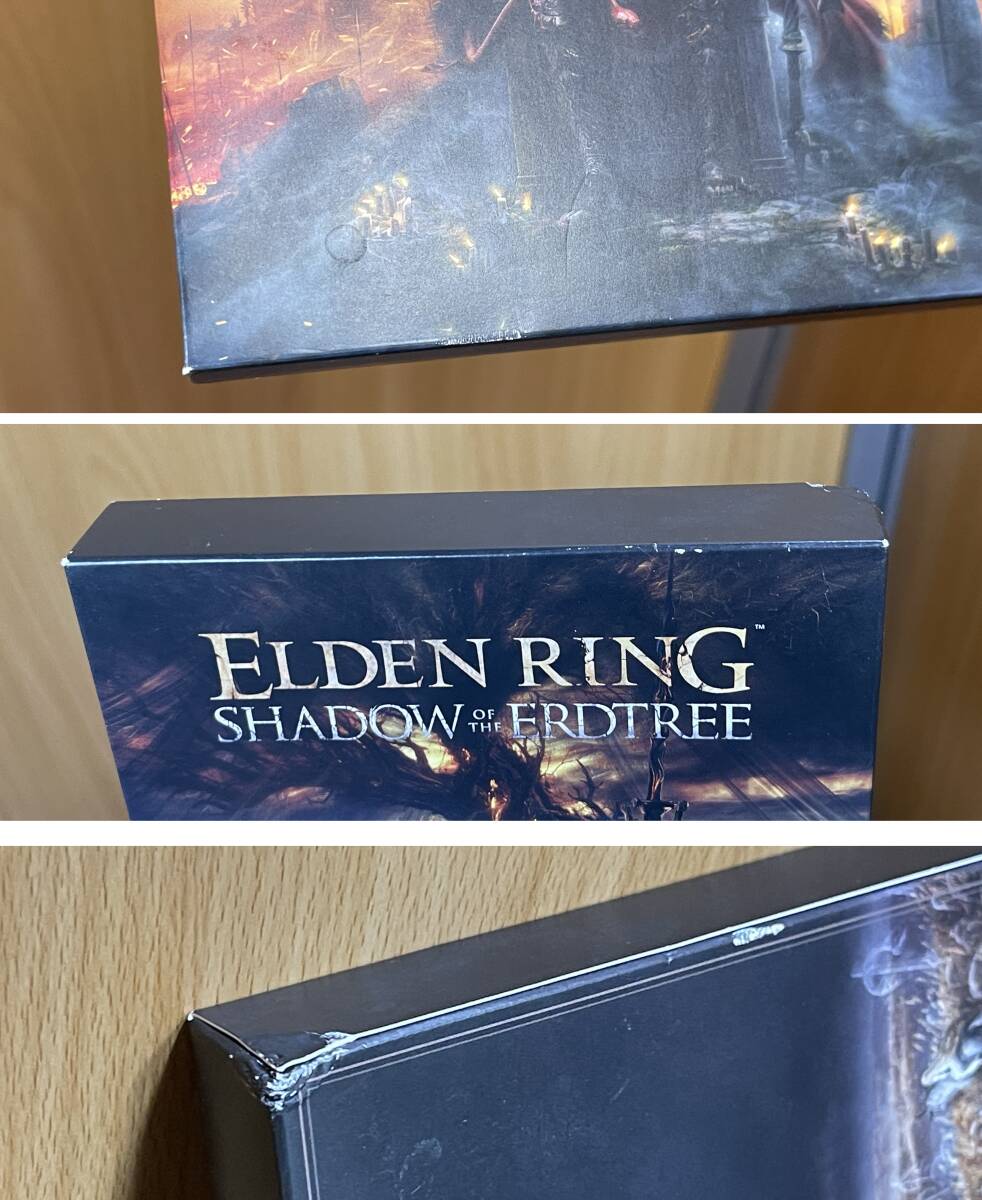 ELDEN RING™
SHADOW OF THE ERDTREE